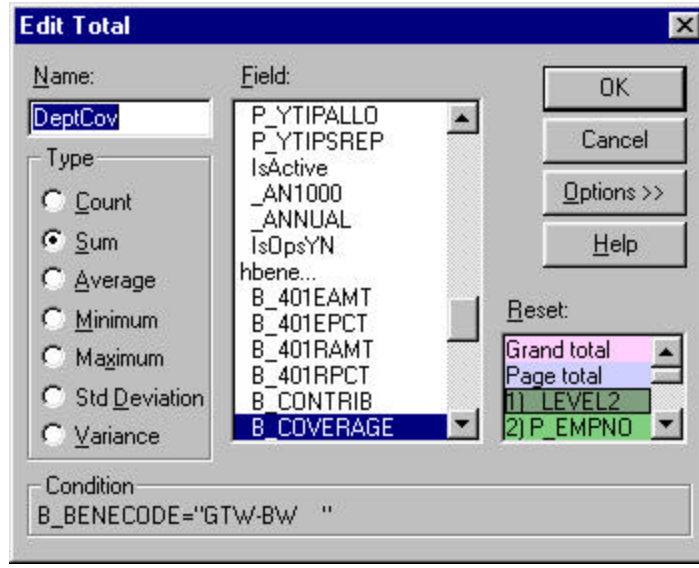 Edit Total
Name:
DeptCov
Type
Count
Sum
Average
Minimum
Maximum
Std Deviation
Variance
Field:
P_YTIPALLO
P_YTIPSREP
IsActive
_AN1000
_ANNUAL
IsOpsYN
hbene...
B_401EAMT
B_401EPCT
B_401RAMT
B_401RPCT
B_CONTRIB
B_COVERAGE
OK
Cancel
Options >>
Help
Reset:
Grand total
Page total
1) _LEVEL2
2) P_EMPNO
Condition
B_BENECODE="GTW-BW    "